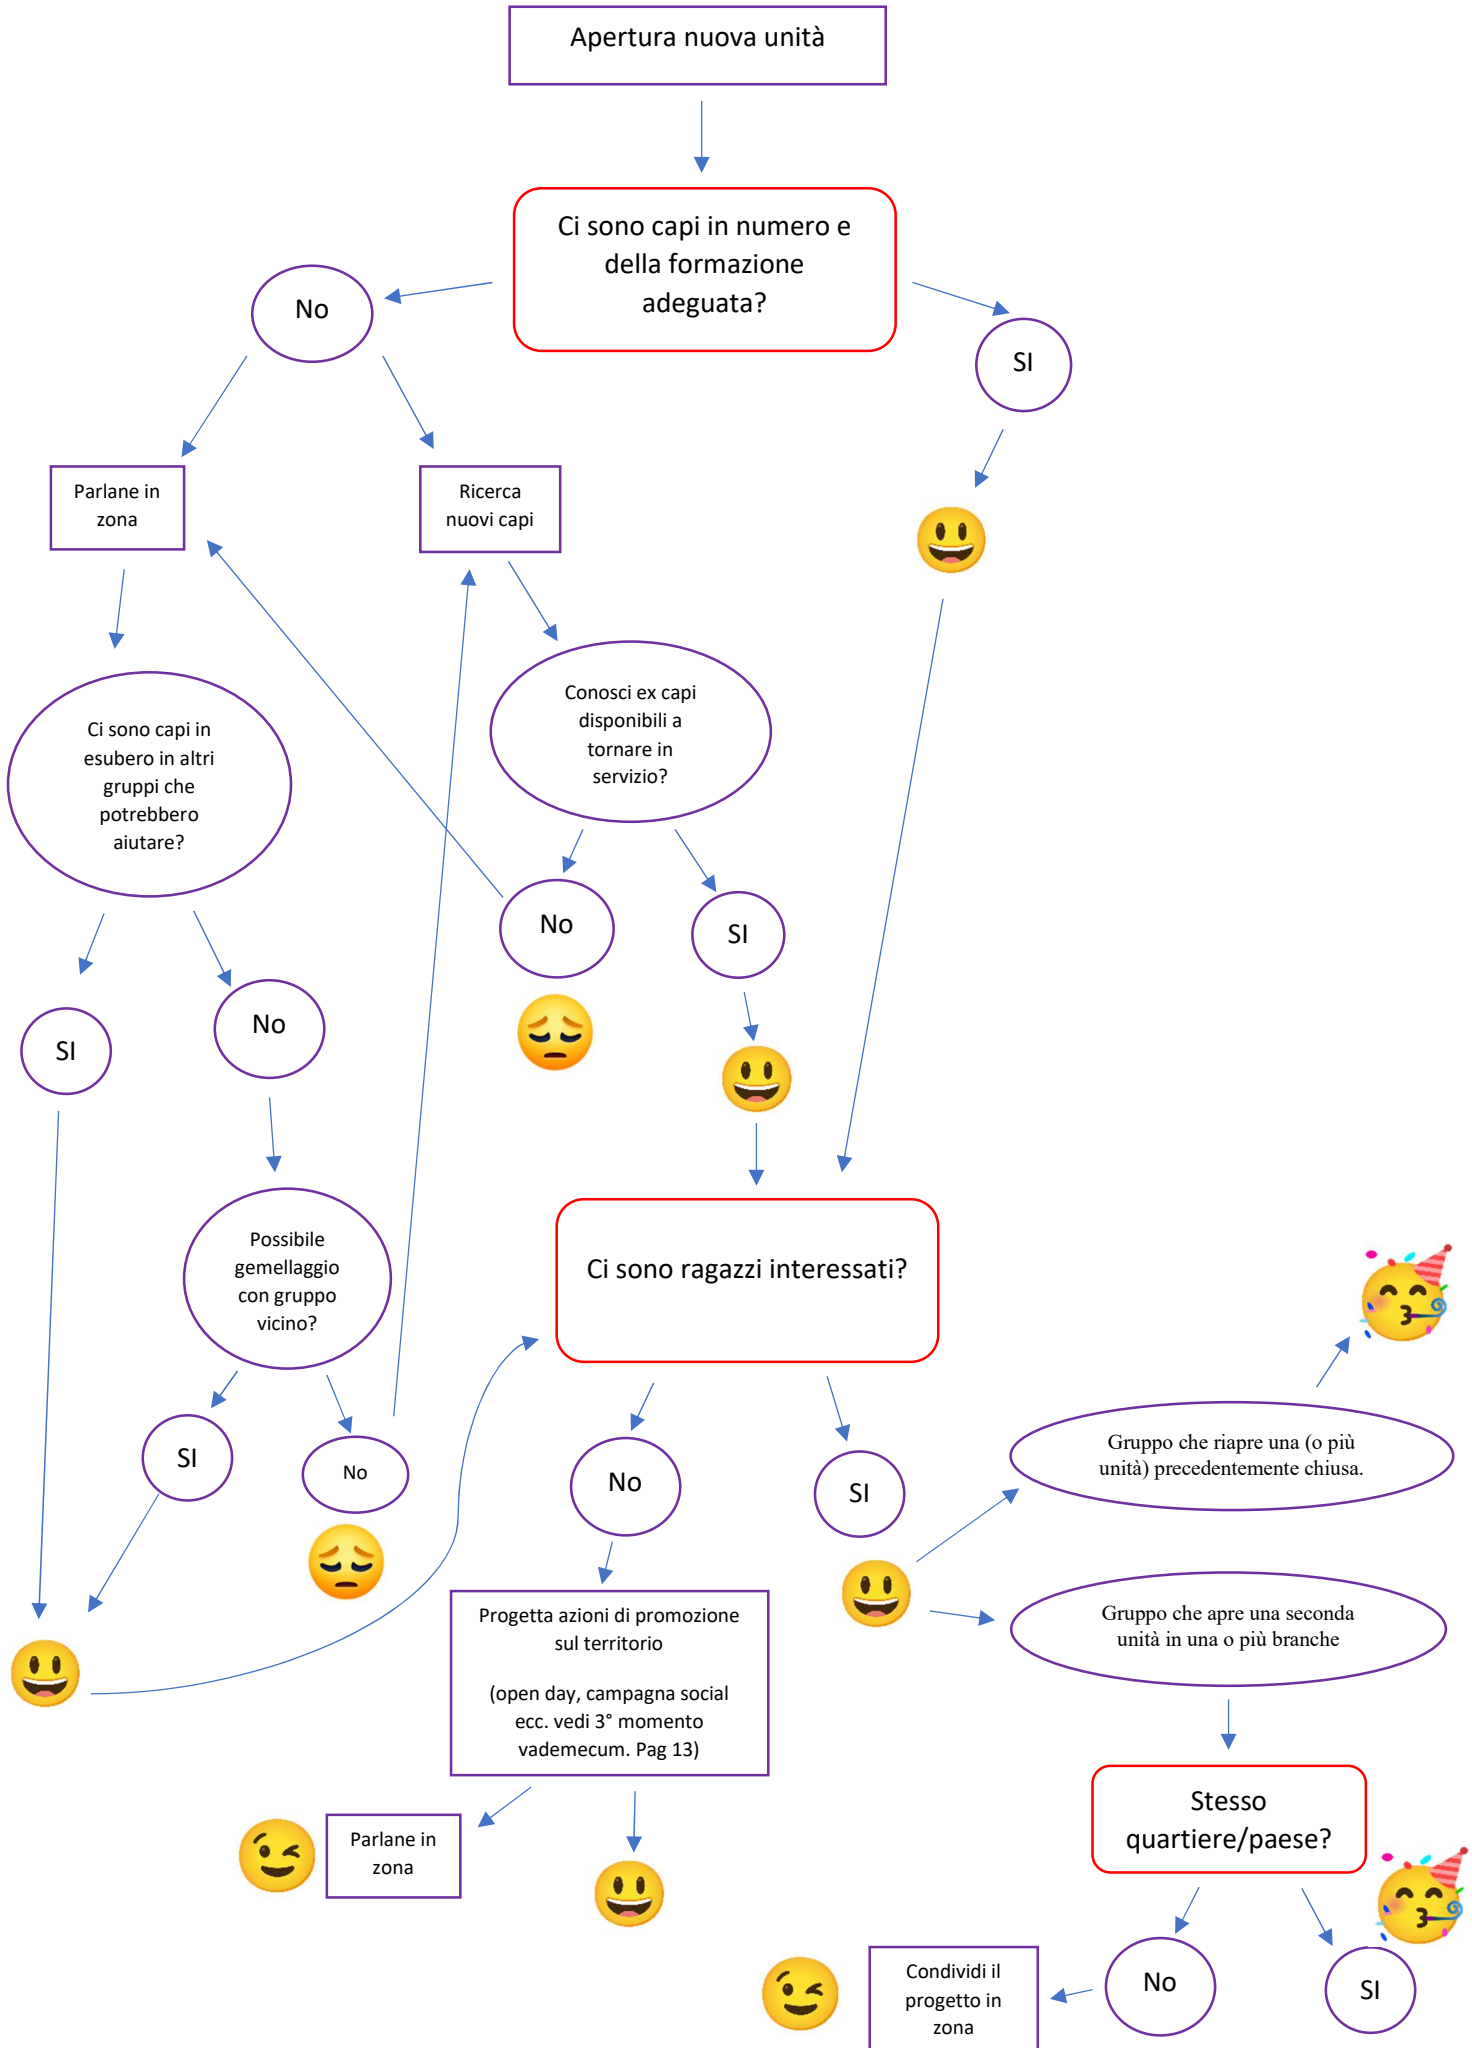 Apertura nuova unità
Ci sono capi in numero e
della formazione
adeguata?
No
SI
Parlane in
zona
Ricerca
nuovi capi
Conosci ex capi
disponibili a
tornare in
servizio?
Ci sono capi in
esubero in altri
gruppi che
potrebbero
aiutare?
No
SI
SI
No
Possibile
gemellaggio
con gruppo
vicino?
Ci sono ragazzi interessati?
SI
No
No
SI
Gruppo che riapre una (o più
unità) precedentemente chiusa.
Gruppo che apre una seconda
unità in una o più branche
Progetta azioni di promozione
sul territorio
(open day, campagna social
ecc. vedi 3° momento
vademecum. Pag 13)
Parlane in
zona
Stesso
quartiere/paese?
No
SI
Condividi il
progetto in
zona